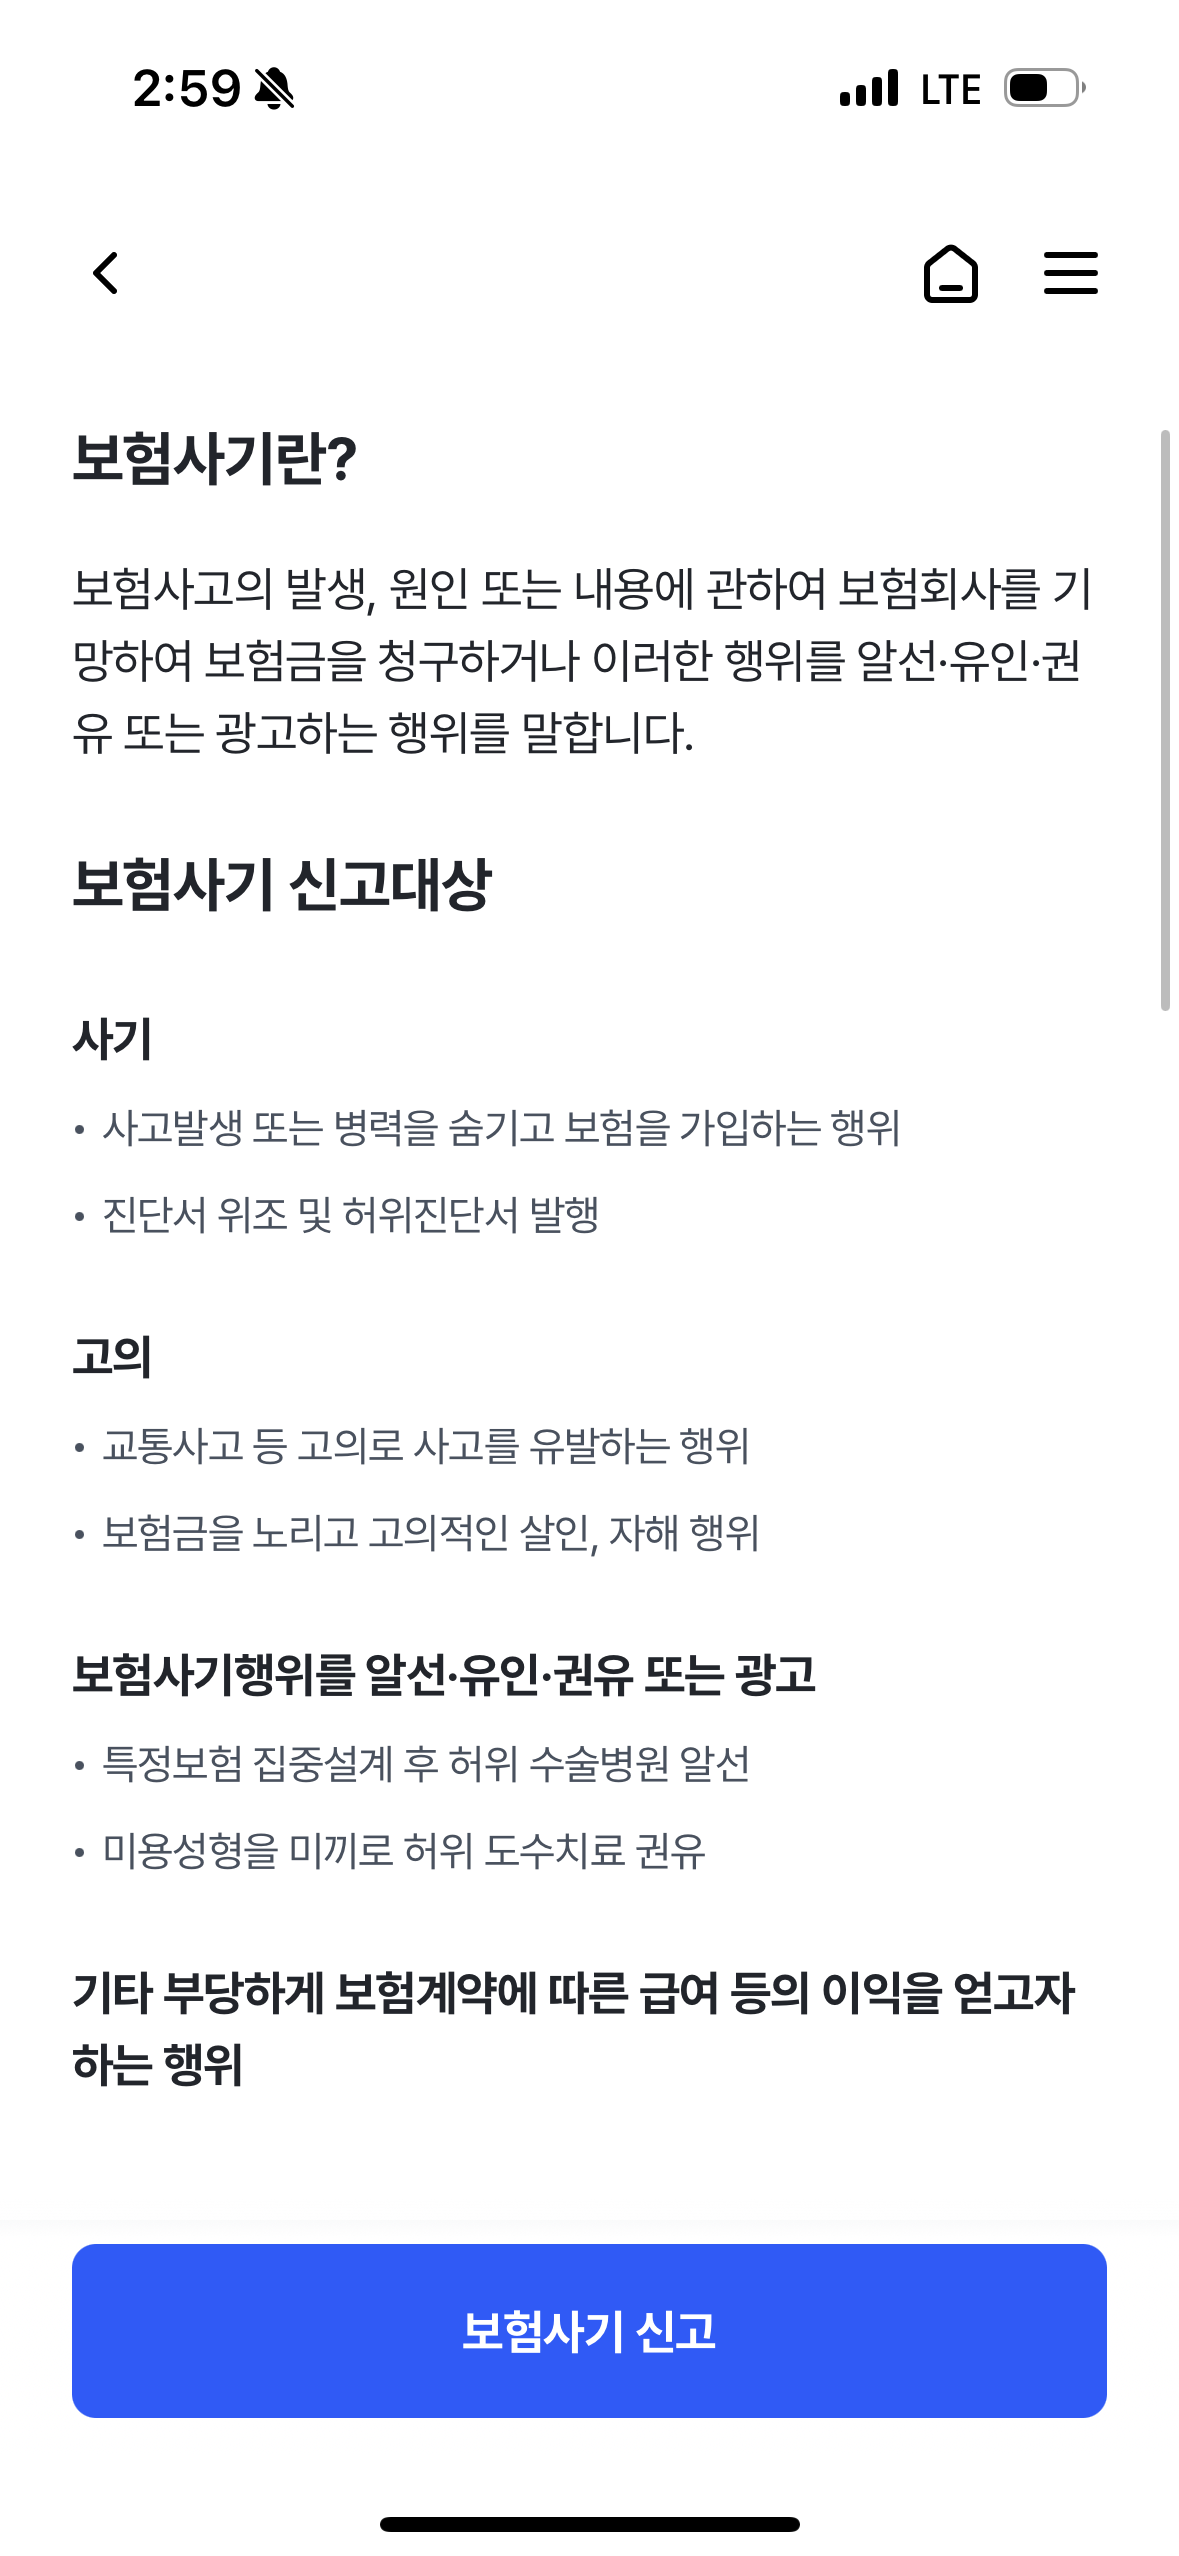 2:59
LTE
보험사기란?
보험사고의 발생, 원인 또는 내용에 관하여 보험회사를 기
망하여 보험금을 청구하거나 이러한 행위를 알선·유인·권
유 또는 광고하는 행위를 말합니다.
보험사기 신고대상
사기
• 사고발생 또는 병력을 숨기고 보험을 가입하는 행위
• 진단서 위조 및 허위진단서 발행
고의
• 교통사고 등 고의로 사고를 유발하는 행위
• 보험금을 노리고 고의적인 살인, 자해 행위
보험사기행위를 알선·유인·권유 또는 광고
• 특정보험 집중설계 후 허위 수술병원 알선
• 미용성형을 미끼로 허위 도수치료 권유
기타 부당하게 보험계약에 따른 급여 등의 이익을 얻고자
하는 행위
보험사기 신고